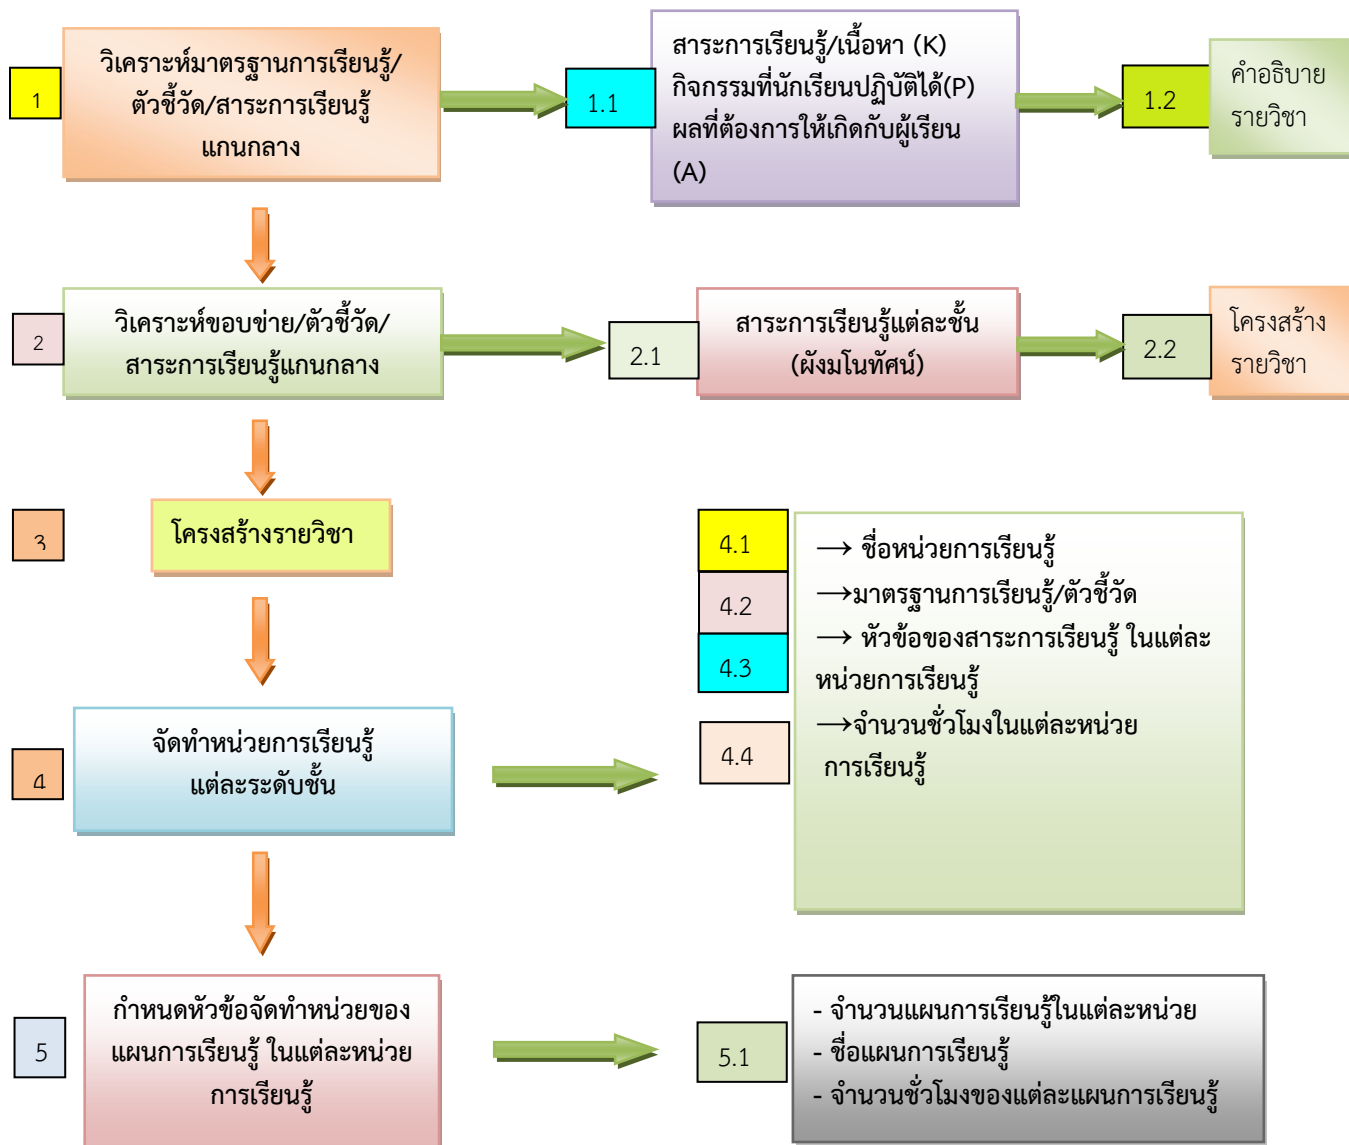 1
วิเคราะห์มาตรฐานการเรียนรู้/
ตัวชี้วัด/สาระการเรียนรู้
แกนกลาง
1.1
สาระการเรียนรู้/เนื้อหา (K)
กิจกรรมที่นักเรียนปฏิบัติได้(P)
ผลที่ต้องการให้เกิดกับผู้เรียน
(A)
1.2
คำอธิบาย
รายวิชา
2
วิเคราะห์ขอบข่าย/ตัวชี้วัด/
สาระการเรียนรู้แกนกลาง
2.1
สาระการเรียนรู้แต่ละชั้น
(ผังมโนทัศน์)
2.2
โครงสร้าง
รายวิชา
3
โครงสร้างรายวิชา
4
จัดทำหน่วยการเรียนรู้
แต่ละระดับชั้น
4.1
4.2
4.3
4.4
→ ชื่อหน่วยการเรียนรู้
→มาตรฐานการเรียนรู้/ตัวชี้วัด
→ หัวข้อของสาระการเรียนรู้ ในแต่ละ
หน่วยการเรียนรู้
→จำนวนชั่วโมงในแต่ละหน่วย
การเรียนรู้
5
กำหนดหัวข้อจัดทำหน่วยของ
แผนการเรียนรู้ ในแต่ละหน่วย
การเรียนรู้
5.1
- จำนวนแผนการเรียนรู้ในแต่ละหน่วย
- ชื่อแผนการเรียนรู้
- จำนวนชั่วโมงของแต่ละแผนการเรียนรู้